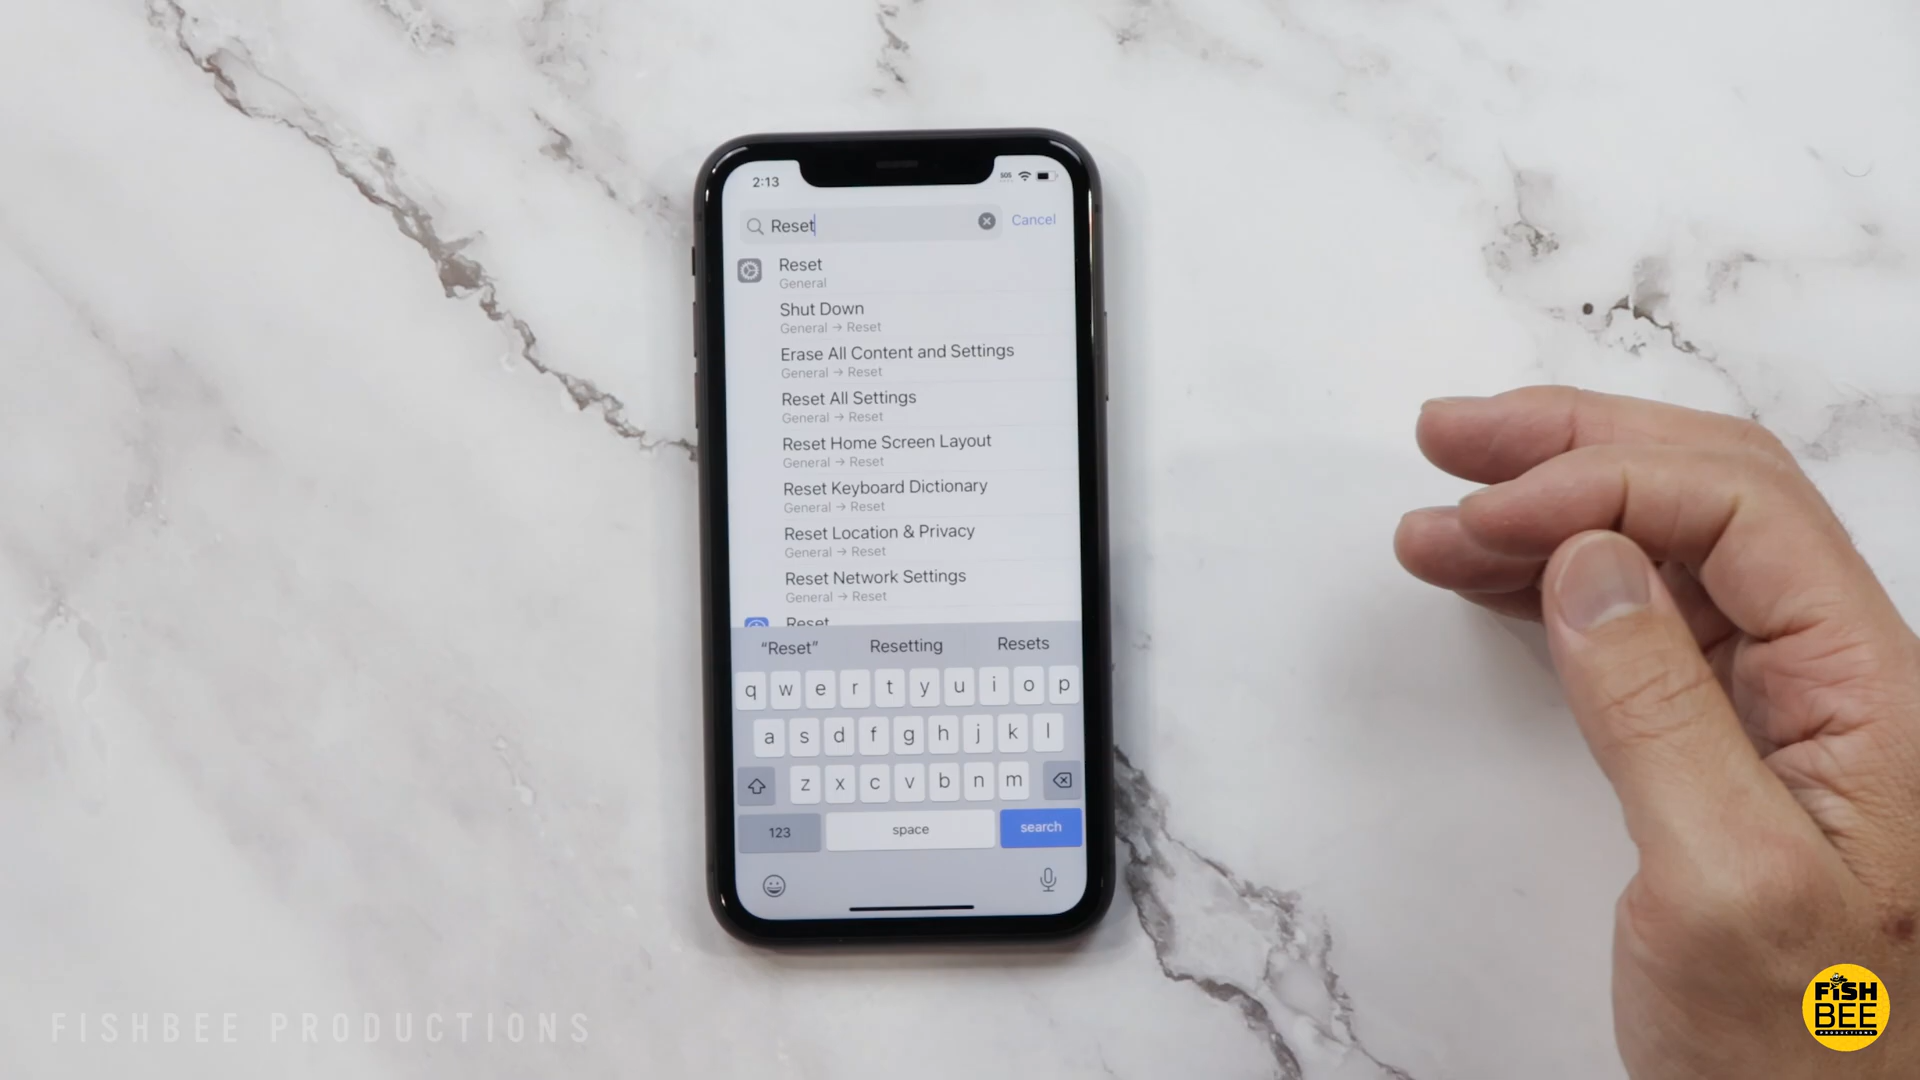 2:13
SOS
Reset
Cancel
Reset
General
Shut Down
General → Reset
Erase All Content and Settings
General → Reset
Reset All Settings
General → Reset
Reset Home Screen Layout
General → Reset
Reset Keyboard Dictionary
General → Reset
Reset Location & Privacy
General → Reset
Reset Network Settings
General → Reset
Reset
“Reset” Resetting Resets
q w e r t y u i o p
a s d f g h j k l
z x c v b n m
123 space search
FISHBEE PRODUCTIONS
FISH
BEE
PRODUCTIONS